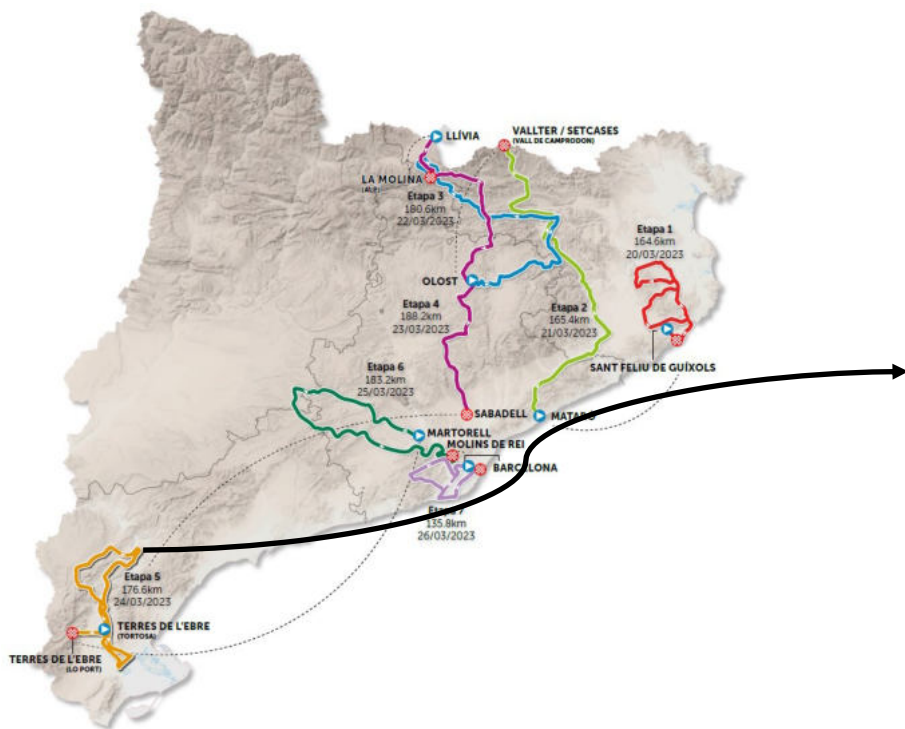 LLÍVIA
VALLTER / SETCASES
(VALL DE CAMPRODON)
LA MOLINA
(ALP)
Etapa 3
180.6km
22/03/2023
Etapa 1
164.6km
20/03/2023
OLOST
Etapa 4
188.2km
23/03/2023
Etapa 2
165.4km
21/03/2023
SANT FELIU DE GUÍXOLS
Etapa 6
183.2km
25/03/2023
SABADELL
MATARÓ
MARTORELL
MOLINS DE REI
BARCELONA
Etapa 7
135.8km
26/03/2023
Etapa 5
176.6km
24/03/2023
TERRES DE L'EBRE
(TORTOSA)
TERRES DE L'EBRE
(LO PORT)